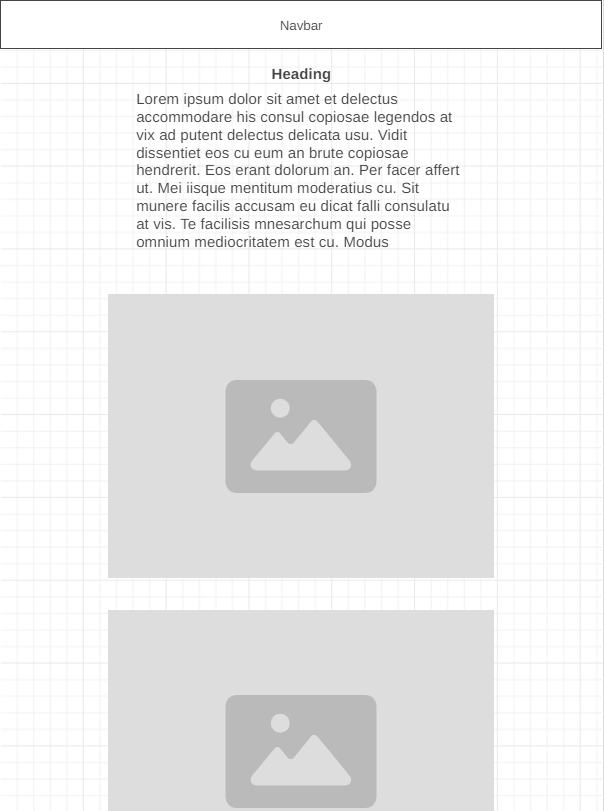 Navbar
Heading
Lorem ipsum dolor sit amet et delectus
accommodare his consul copiosae legendos at
vix ad putent delectus delicata usu. Vidit
dissentiet eos cu eum an brute copiosae
hendrerit. Eos erant dolorum an. Per facer affert
ut. Mei iisque mentitum moderatius cu. Sit
munere facilis accusam eu dicat falli consulatu
at vis. Te facilisis mnesarchum qui posse
omnium mediocritatem est cu. Modus